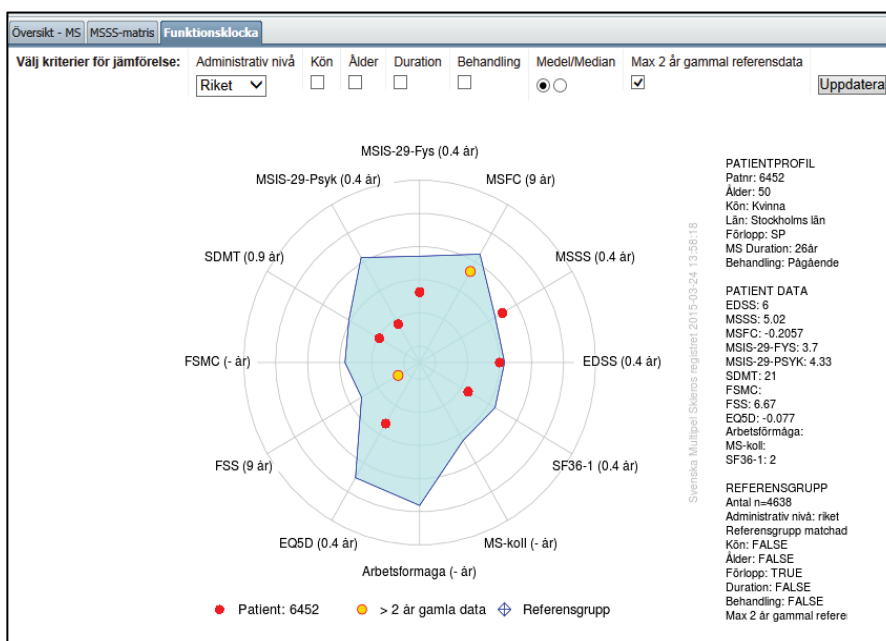 Översikt - MS MSSS-matris Funktionsklocka
Välj kriterier för jämförelse: Administrativ nivå Kön Ålder Duration Behandling Medel/Median Max 2 år gammal referensdata
Riket Uppdatera
MSIS-29-Fys (0.4 år)
MSFC (9 år)
MSSS (0.4 år)
EDSS (0.4 år)
SF36-1 (0.4 år)
MS-koll (- år)
Arbetsformaga (- år)
EQ5D (0.4 år)
FSS (9 år)
FSMC (- år)
SDMT (0.9 år)
MSIS-29-Psyk (0.4 år)
Patient: 6452 > 2 år gamla data Referensgrupp
Svenska Multipel Skleros registret 2015-03-24 13:58:18
PATIENTPROFIL
Patnr: 6452
Ålder: 50
Kön: Kvinna
Län: Stockholms län
Förlopp: SP
MS Duration: 26år
Behandling: Pågående
PATIENT DATA
EDSS: 6
MSSS: 5.02
MSFC: -0.2057
MSIS-29-FYS: 3.7
MSIS-29-PSYK: 4.33
SDMT: 21
FSMC:
FSS: 6.67
EQ5D: -0.077
Arbetsförmåga:
MS-koll:
SF36-1: 2
REFERENSGRUPP
Antal n=4638
Administrativ nivå: riket
Referensgrupp matchad
Kön: FALSE
Ålder: FALSE
Förlopp: TRUE
Duration: FALSE
Behandling: FALSE
Max 2 år gammal refere